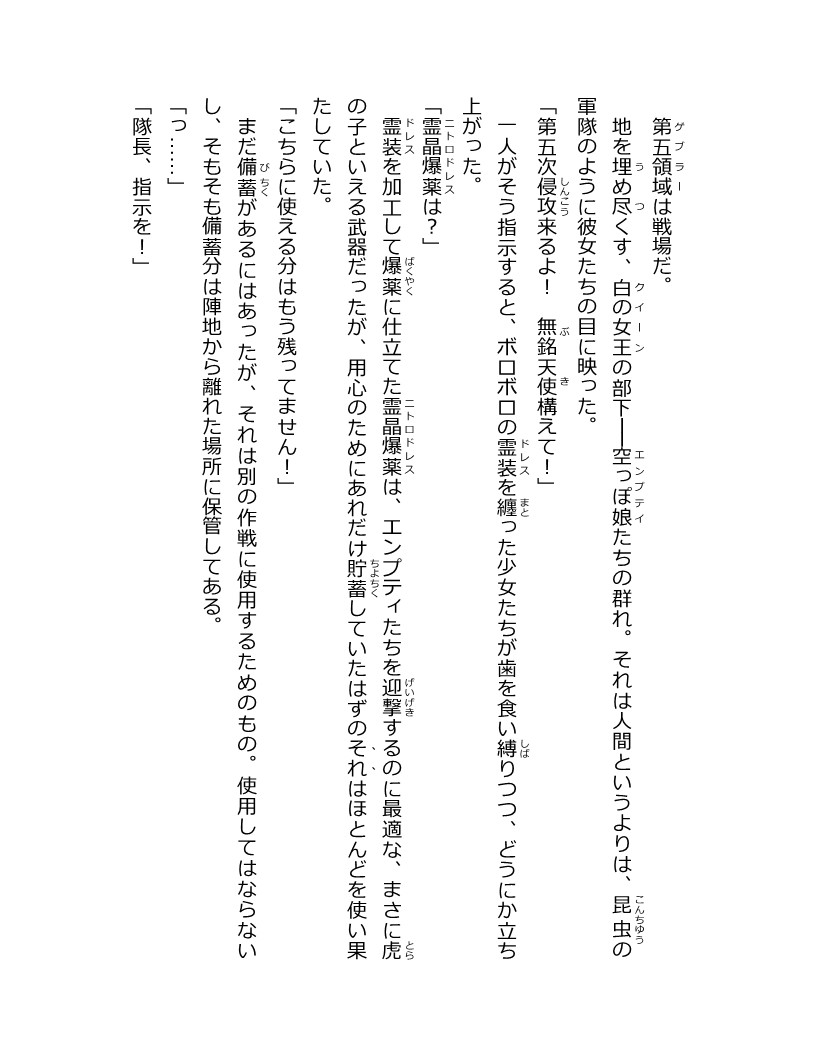 第五領域は戦場だ。
地を埋め尽くす、白の女王の部下──空っぽ娘たちの群れ。それは人間というよりは、昆虫の
軍隊のように彼女たちの目に映った。
「第五次侵攻来るよ！　無銘天使構えて！」
一人がそう指示すると、ボロボロの霊装を纏った少女たちが歯を食い縛りつつ、どうにか立ち
上がった。
「霊晶爆薬は？」
霊装を加工して爆薬に仕立てた霊晶爆薬は、エンプティたちを迎撃するのに最適な、まさに虎
の子といえる武器だったが、用心のためにあれだけ貯蓄していたはずのそれはほとんどを使い果
たしていた。
「こちらに使える分はもう残ってません！」
まだ備蓄があるにはあったが、それは別の作戦に使用するためのもの。使用してはならない
し、そもそも備蓄分は陣地から離れた場所に保管してある。
「っ……」
「隊長、指示を！」